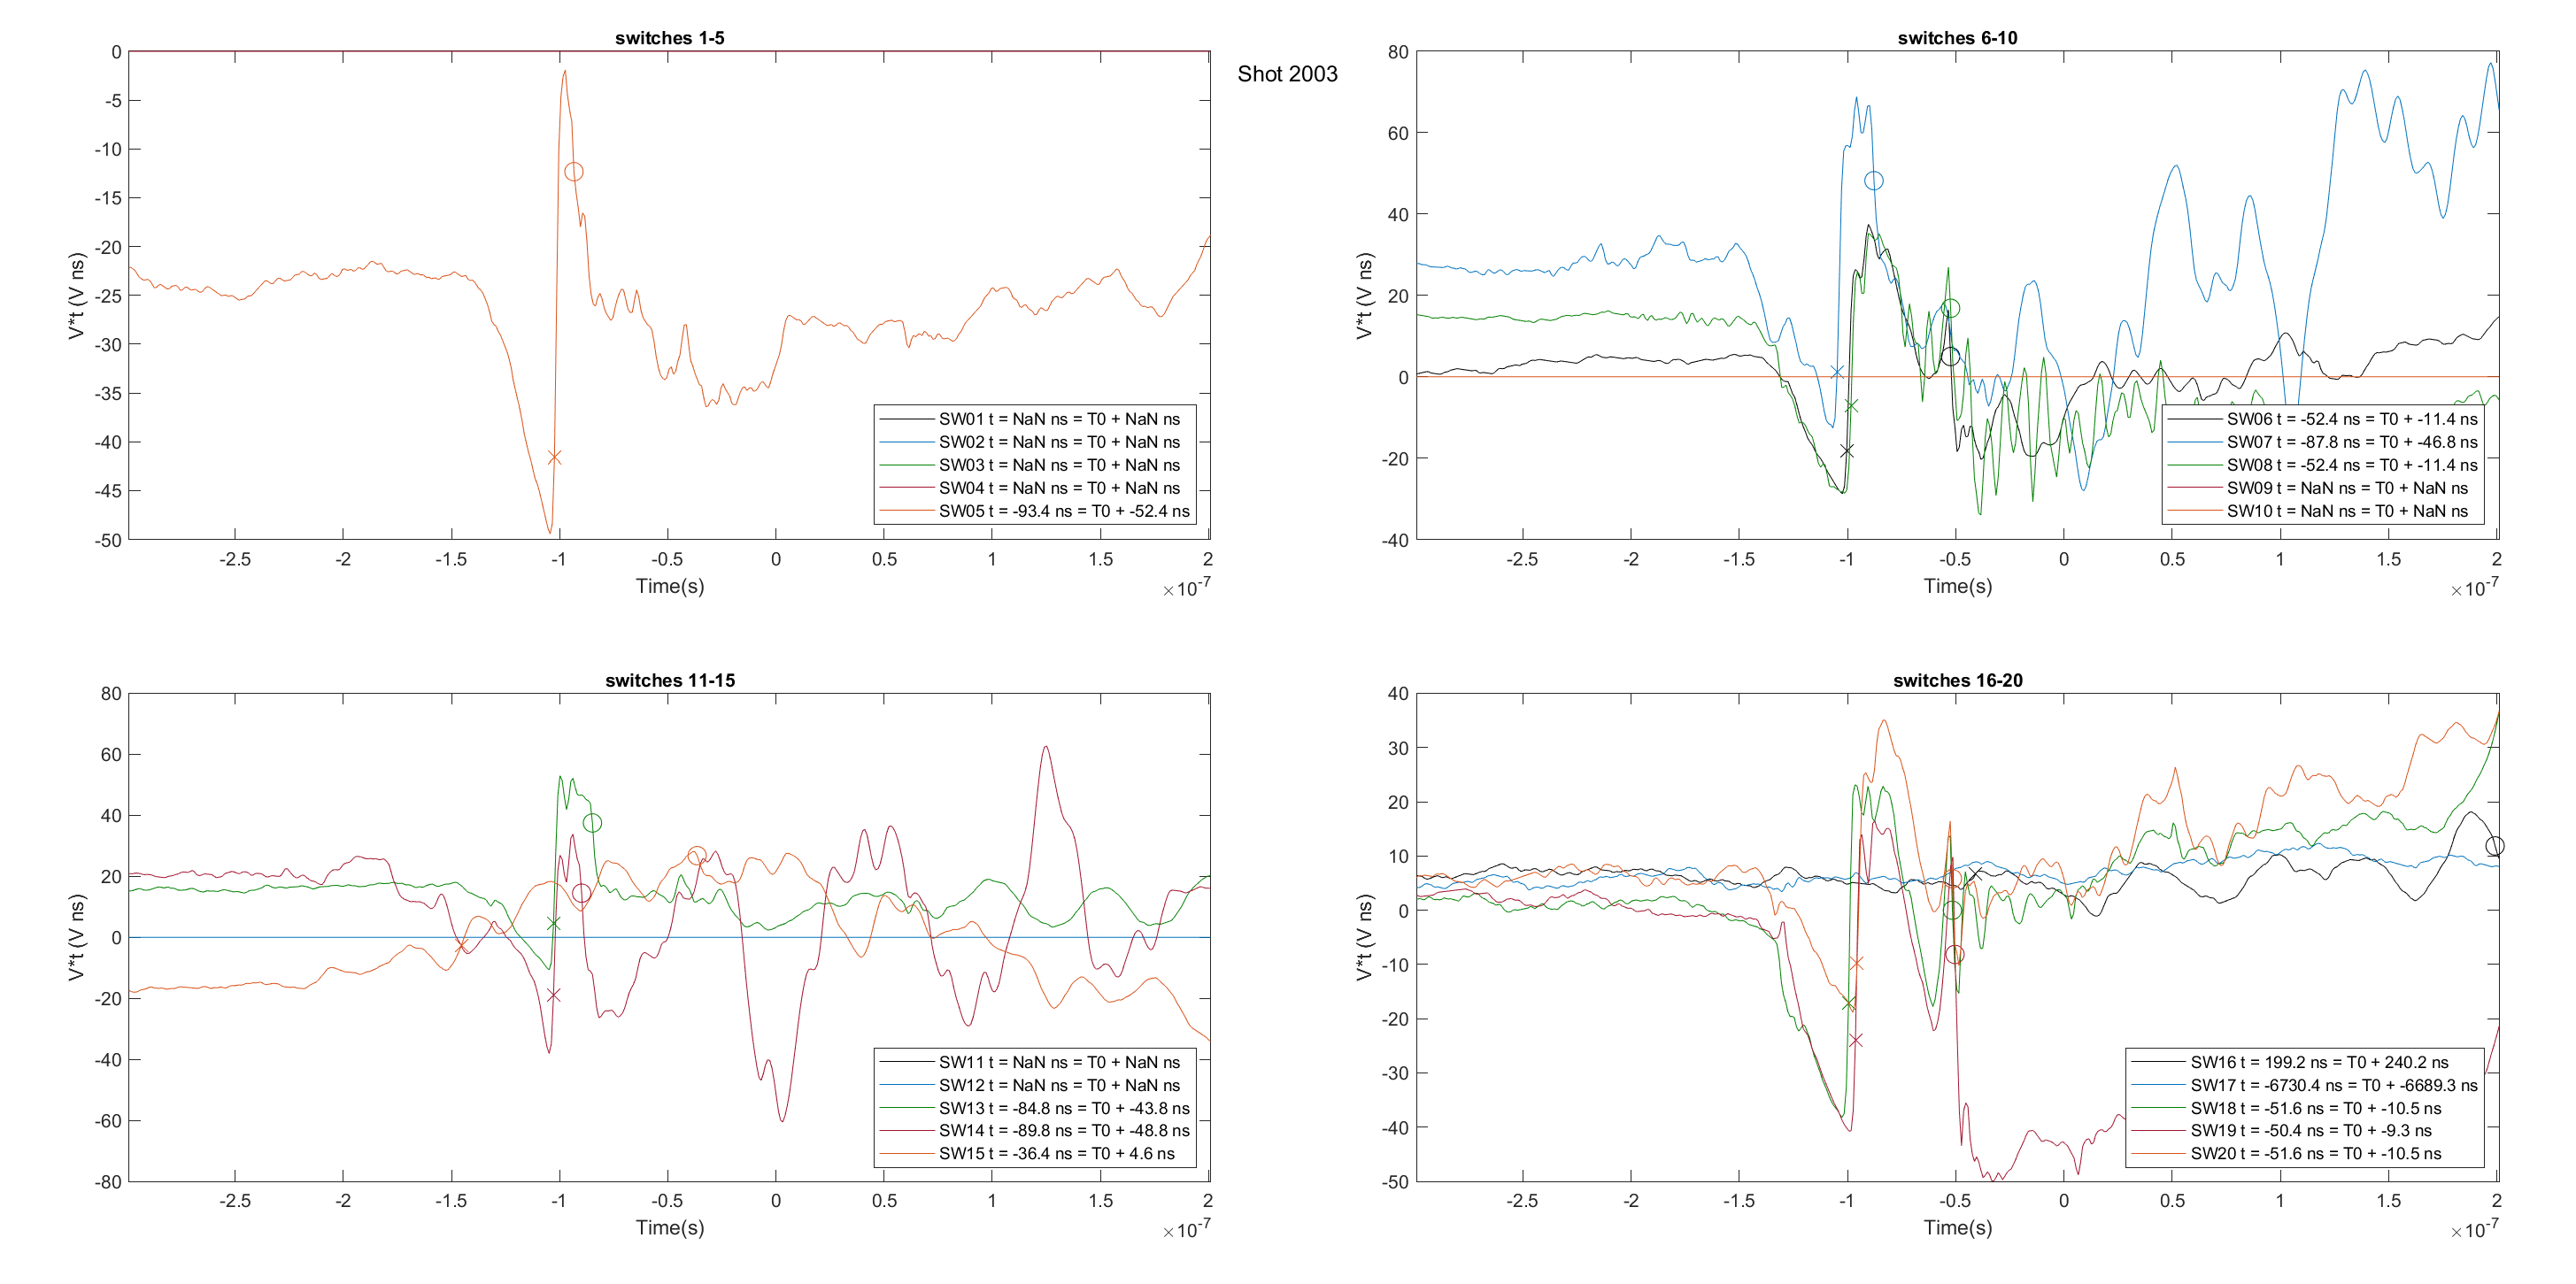 Shot 2003
switches 1-5
0
-5
-10
-15
-20
-25
-30
-35
-40
-45
-50
V*t (V ns)
SW01 t = NaN ns = T0 + NaN ns
SW02 t = NaN ns = T0 + NaN ns
SW03 t = NaN ns = T0 + NaN ns
SW04 t = NaN ns = T0 + NaN ns
SW05 t = -93.4 ns = T0 + -52.4 ns
-2.5 -2 -1.5 -1 -0.5 0 0.5 1 1.5 2
Time(s)
×10-7
switches 6-10
80
60
40
20
0
-20
-40
V*t (V ns)
SW06 t = -52.4 ns = T0 + -11.4 ns
SW07 t = -87.8 ns = T0 + -46.8 ns
SW08 t = -52.4 ns = T0 + -11.4 ns
SW09 t = NaN ns = T0 + NaN ns
SW10 t = NaN ns = T0 + NaN ns
-2.5 -2 -1.5 -1 -0.5 0 0.5 1 1.5 2
Time(s)
×10-7
switches 11-15
80
60
40
20
0
-20
-40
-60
-80
V*t (V ns)
SW11 t = NaN ns = T0 + NaN ns
SW12 t = NaN ns = T0 + NaN ns
SW13 t = -84.8 ns = T0 + -43.8 ns
SW14 t = -89.8 ns = T0 + -48.8 ns
SW15 t = -36.4 ns = T0 + 4.6 ns
-2.5 -2 -1.5 -1 -0.5 0 0.5 1 1.5 2
Time(s)
×10-7
switches 16-20
40
30
20
10
0
-10
-20
-30
-40
-50
V*t (V ns)
SW16 t = 199.2 ns = T0 + 240.2 ns
SW17 t = -6730.4 ns = T0 + -6689.3 ns
SW18 t = -51.6 ns = T0 + -10.5 ns
SW19 t = -50.4 ns = T0 + -9.3 ns
SW20 t = -51.6 ns = T0 + -10.5 ns
-2.5 -2 -1.5 -1 -0.5 0 0.5 1 1.5 2
Time(s)
×10-7